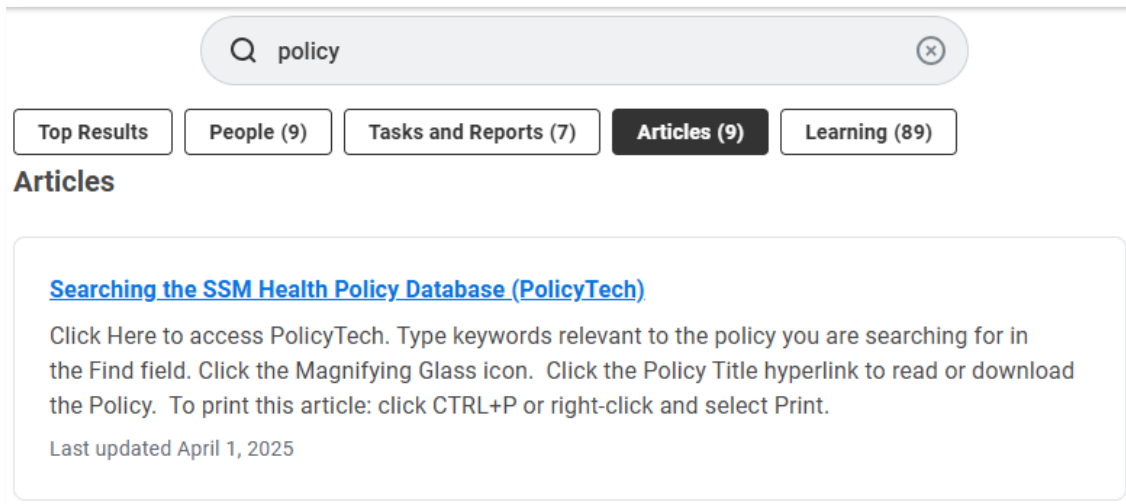 policy
Top Results People (9) Tasks and Reports (7) Articles (9) Learning (89)
Articles
Searching the SSM Health Policy Database (PolicyTech)
Click Here to access PolicyTech. Type keywords relevant to the policy you are searching for in
the Find field. Click the Magnifying Glass icon.  Click the Policy Title hyperlink to read or download
the Policy.  To print this article: click CTRL+P or right-click and select Print.
Last updated April 1, 2025